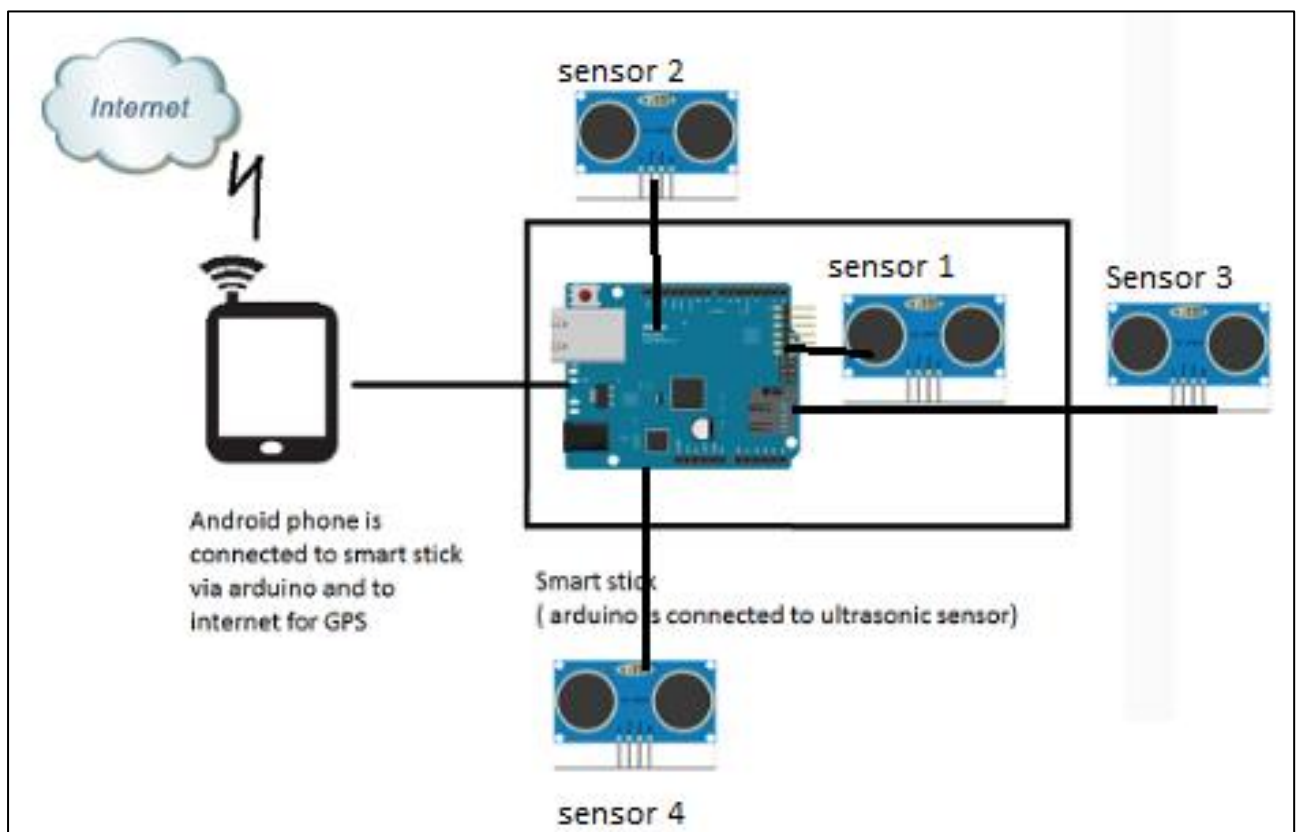 Internet
sensor 2
sensor 1
Sensor 3
Android phone is
connected to smart stick
via arduino and to
internet for GPS
Smart stick
( arduino is connected to ultrasonic sensor)
sensor 4